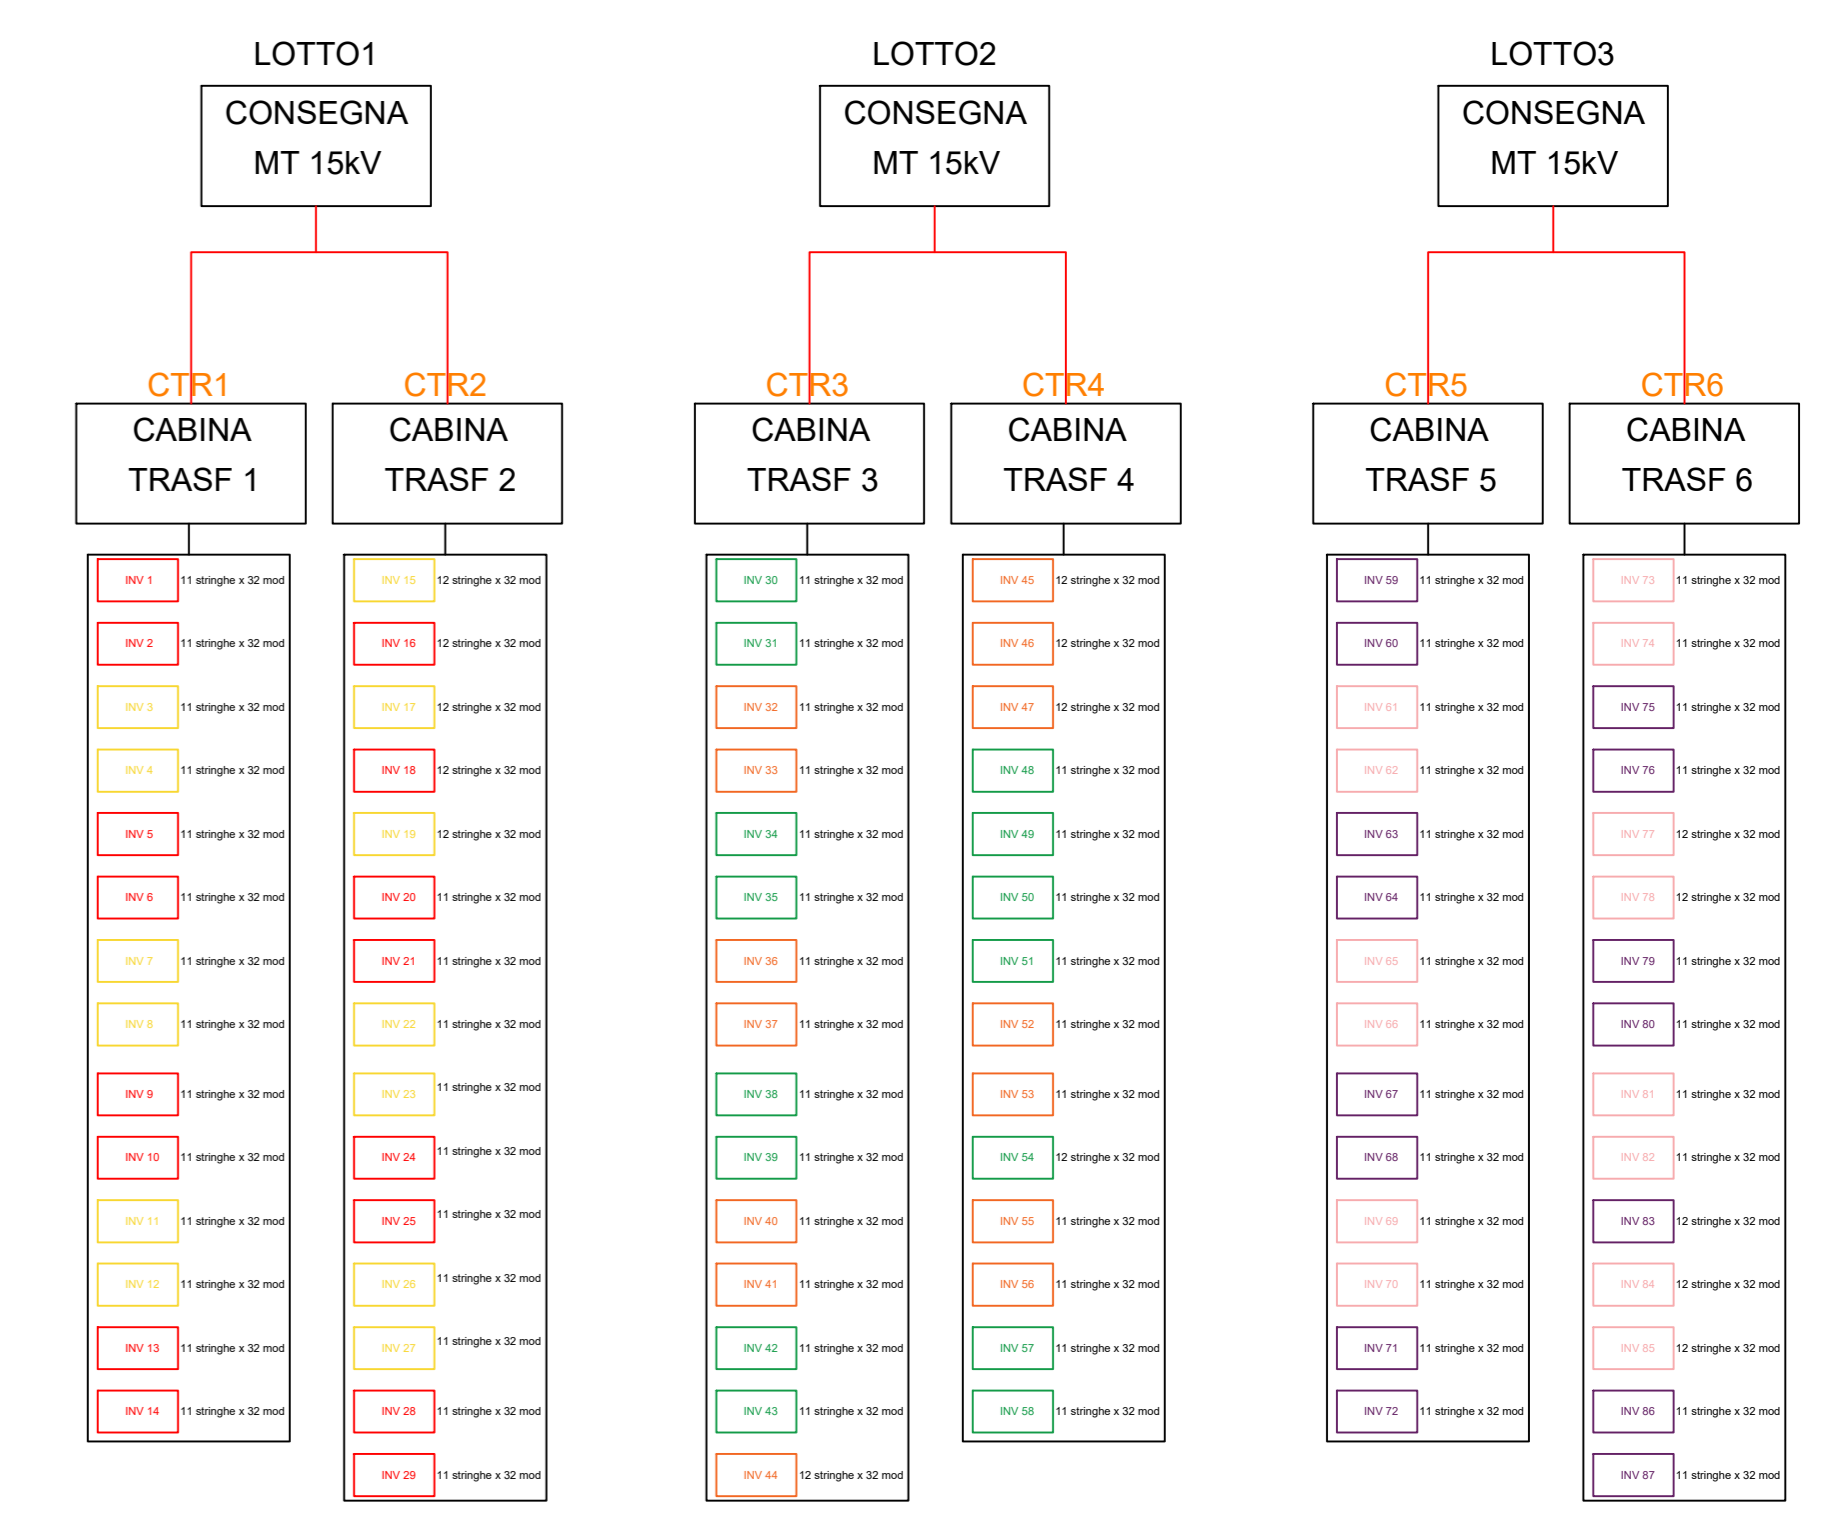 LOTTO1
CONSEGNA
MT 15kV
CTR1
CABINA
TRASF 1
INV 1 11 stringhe x 32 mod
INV 2 11 stringhe x 32 mod
INV 3 11 stringhe x 32 mod
INV 4 11 stringhe x 32 mod
INV 5 11 stringhe x 32 mod
INV 6 11 stringhe x 32 mod
INV 7 11 stringhe x 32 mod
INV 8 11 stringhe x 32 mod
INV 9 11 stringhe x 32 mod
INV 10 11 stringhe x 32 mod
INV 11 11 stringhe x 32 mod
INV 12 11 stringhe x 32 mod
INV 13 11 stringhe x 32 mod
INV 14 11 stringhe x 32 mod
CTR2
CABINA
TRASF 2
INV 15 12 stringhe x 32 mod
INV 16 12 stringhe x 32 mod
INV 17 12 stringhe x 32 mod
INV 18 12 stringhe x 32 mod
INV 19 12 stringhe x 32 mod
INV 20 11 stringhe x 32 mod
INV 21 11 stringhe x 32 mod
INV 22 11 stringhe x 32 mod
INV 23 11 stringhe x 32 mod
INV 24 11 stringhe x 32 mod
INV 25 11 stringhe x 32 mod
INV 26 11 stringhe x 32 mod
INV 27 11 stringhe x 32 mod
INV 28 11 stringhe x 32 mod
INV 29 11 stringhe x 32 mod
LOTTO2
CONSEGNA
MT 15kV
CTR3
CABINA
TRASF 3
INV 30 11 stringhe x 32 mod
INV 31 11 stringhe x 32 mod
INV 32 11 stringhe x 32 mod
INV 33 11 stringhe x 32 mod
INV 34 11 stringhe x 32 mod
INV 35 11 stringhe x 32 mod
INV 36 11 stringhe x 32 mod
INV 37 11 stringhe x 32 mod
INV 38 11 stringhe x 32 mod
INV 39 11 stringhe x 32 mod
INV 40 11 stringhe x 32 mod
INV 41 11 stringhe x 32 mod
INV 42 11 stringhe x 32 mod
INV 43 11 stringhe x 32 mod
INV 44 12 stringhe x 32 mod
CTR4
CABINA
TRASF 4
INV 45 12 stringhe x 32 mod
INV 46 12 stringhe x 32 mod
INV 47 12 stringhe x 32 mod
INV 48 11 stringhe x 32 mod
INV 49 11 stringhe x 32 mod
INV 50 11 stringhe x 32 mod
INV 51 11 stringhe x 32 mod
INV 52 11 stringhe x 32 mod
INV 53 11 stringhe x 32 mod
INV 54 12 stringhe x 32 mod
INV 55 11 stringhe x 32 mod
INV 56 11 stringhe x 32 mod
INV 57 11 stringhe x 32 mod
INV 58 11 stringhe x 32 mod
LOTTO3
CONSEGNA
MT 15kV
CTR5
CABINA
TRASF 5
INV 59 11 stringhe x 32 mod
INV 60 11 stringhe x 32 mod
INV 61 11 stringhe x 32 mod
INV 62 11 stringhe x 32 mod
INV 63 11 stringhe x 32 mod
INV 64 11 stringhe x 32 mod
INV 65 11 stringhe x 32 mod
INV 66 11 stringhe x 32 mod
INV 67 11 stringhe x 32 mod
INV 68 11 stringhe x 32 mod
INV 69 11 stringhe x 32 mod
INV 70 11 stringhe x 32 mod
INV 71 11 stringhe x 32 mod
INV 72 11 stringhe x 32 mod
CTR6
CABINA
TRASF 6
INV 73 11 stringhe x 32 mod
INV 74 11 stringhe x 32 mod
INV 75 11 stringhe x 32 mod
INV 76 11 stringhe x 32 mod
INV 77 12 stringhe x 32 mod
INV 78 12 stringhe x 32 mod
INV 79 11 stringhe x 32 mod
INV 80 11 stringhe x 32 mod
INV 81 11 stringhe x 32 mod
INV 82 11 stringhe x 32 mod
INV 83 12 stringhe x 32 mod
INV 84 12 stringhe x 32 mod
INV 85 12 stringhe x 32 mod
INV 86 11 stringhe x 32 mod
INV 87 11 stringhe x 32 mod